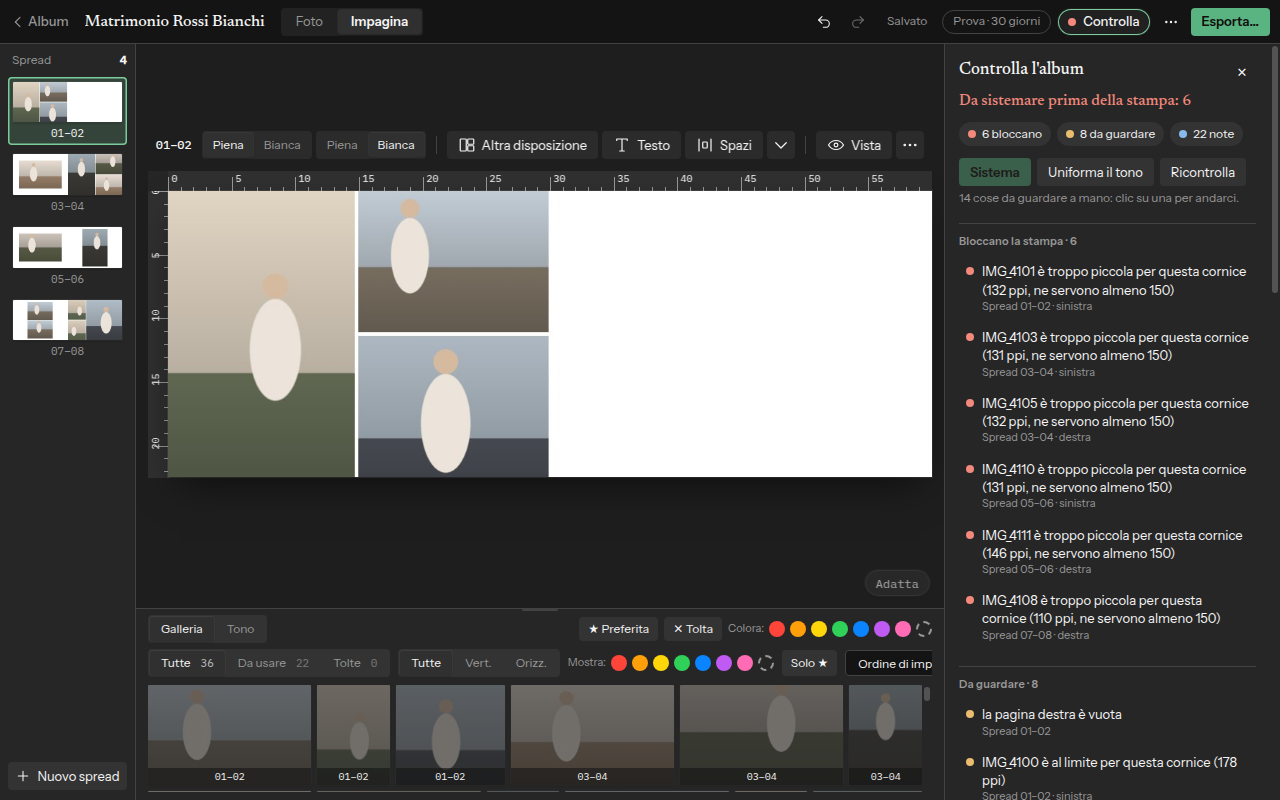 Album
Matrimonio Rossi Bianchi
Foto
Impagina
Salvato
Prova · 30 giorni
Controlla
Esporta…
Spread 4
01–02
03–04
05–06
07–08
Nuovo spread
01–02
Piena
Bianca
Piena
Bianca
Altra disposizione
Testo
Spazi
Vista
0 5 10 15 20 25 30 35 40 45 50 55
0
5
10
15
20
Adatta
Galleria
Tono
★ Preferita
✕ Tolta
Colora:
Tutte 36
Da usare 22
Tolte 0
Tutte
Vert.
Orizz.
Mostra:
Solo ★
Ordine di imp
01–02
01–02
01–02
03–04
03–04
03–04
Controlla l'album
Da sistemare prima della stampa: 6
6 bloccano
8 da guardare
22 note
Sistema
Uniforma il tono
Ricontrolla
14 cose da guardare a mano: clic su una per andarci.
Bloccano la stampa · 6
IMG_4101 è troppo piccola per questa cornice
(132 ppi, ne servono almeno 150)
Spread 01–02 · sinistra
IMG_4103 è troppo piccola per questa cornice
(131 ppi, ne servono almeno 150)
Spread 03–04 · sinistra
IMG_4105 è troppo piccola per questa cornice
(132 ppi, ne servono almeno 150)
Spread 03–04 · destra
IMG_4110 è troppo piccola per questa cornice
(131 ppi, ne servono almeno 150)
Spread 05–06 · sinistra
IMG_4111 è troppo piccola per questa cornice
(146 ppi, ne servono almeno 150)
Spread 05–06 · destra
IMG_4108 è troppo piccola per questa
cornice (110 ppi, ne servono almeno 150)
Spread 07–08 · destra
Da guardare · 8
la pagina destra è vuota
Spread 01–02
IMG_4100 è al limite per questa cornice (178
ppi)
Spread 01–02 · sinistra